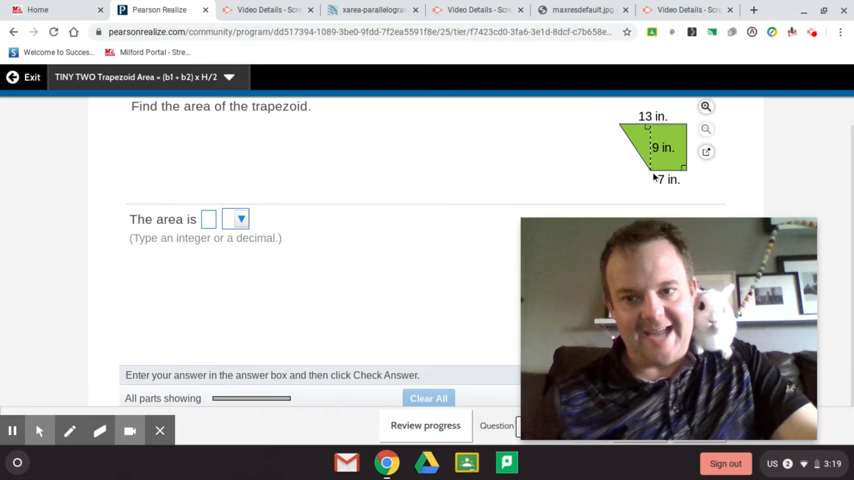 Home
Pearson Realize
Video Details - Scre
xarea-parallelogram
Video Details - Scre
maxresdefault.jpg
Video Details - Scre
pearsonrealize.com/community/program/dd517394-1089-3be0-9fdd-7f2ea5591f8e/25/tier/f7423cd0-3fa6-3e1d-8dcf-c7b658e...
Welcome to Succes...
Milford Portal - Stre...
Exit
TINY TWO Trapezoid Area = (b1 + b2) x H/2
Find the area of the trapezoid.
13 in.
9 in.
7 in.
The area is
(Type an integer or a decimal.)
Enter your answer in the answer box and then click Check Answer.
All parts showing
Clear All
Review progress
Question
Sign out
US 2 3:19